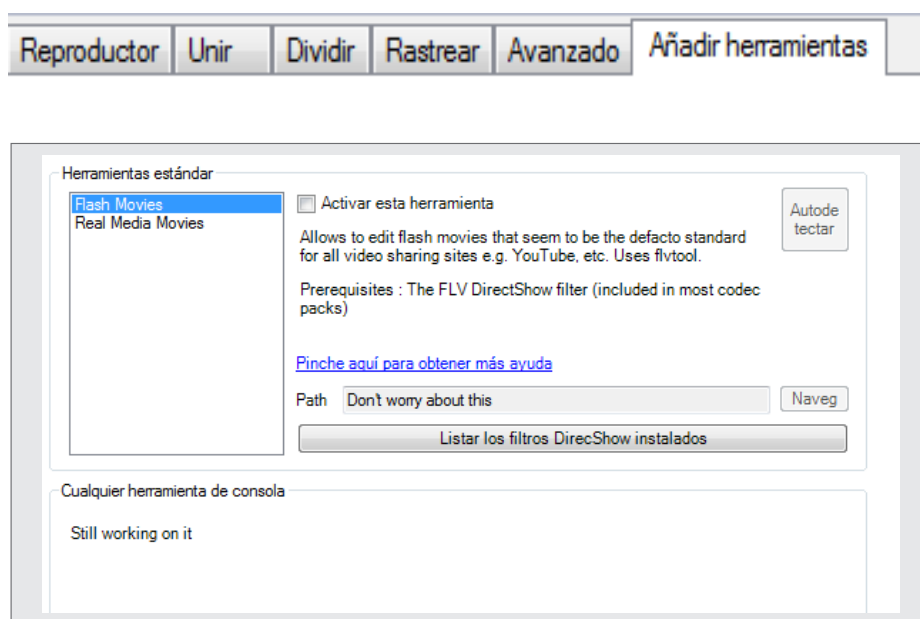 Reproductor Unir Dividir Rastrear Avanzado Añadir herramientas
Herramientas estándar
Flash Movies
Real Media Movies
Activar esta herramienta
Autode
tectar
Allows to edit flash movies that seem to be the defacto standard
for all video sharing sites e.g. YouTube, etc. Uses flvtool.
Prerequisites : The FLV DirectShow filter (included in most codec
packs)
Pinche aquí para obtener más ayuda
Path Don't worry about this Naveg
Listar los filtros DirecShow instalados
Cualquier herramienta de consola
Still working on it